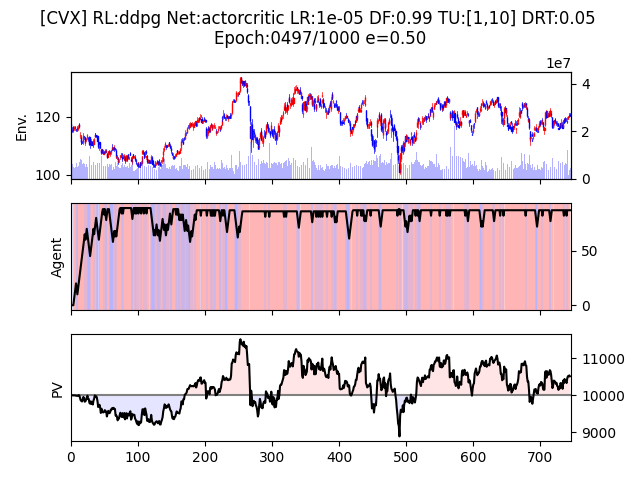 [CVX] RL:ddpg Net:actorcritic LR:1e-05 DF:0.99 TU:[1,10] DRT:0.05
Epoch:0497/1000 e=0.50
1e7
Env.
120
100
4
2
0
Agent
50
0
PV
11000
10000
9000
0 100 200 300 400 500 600 700